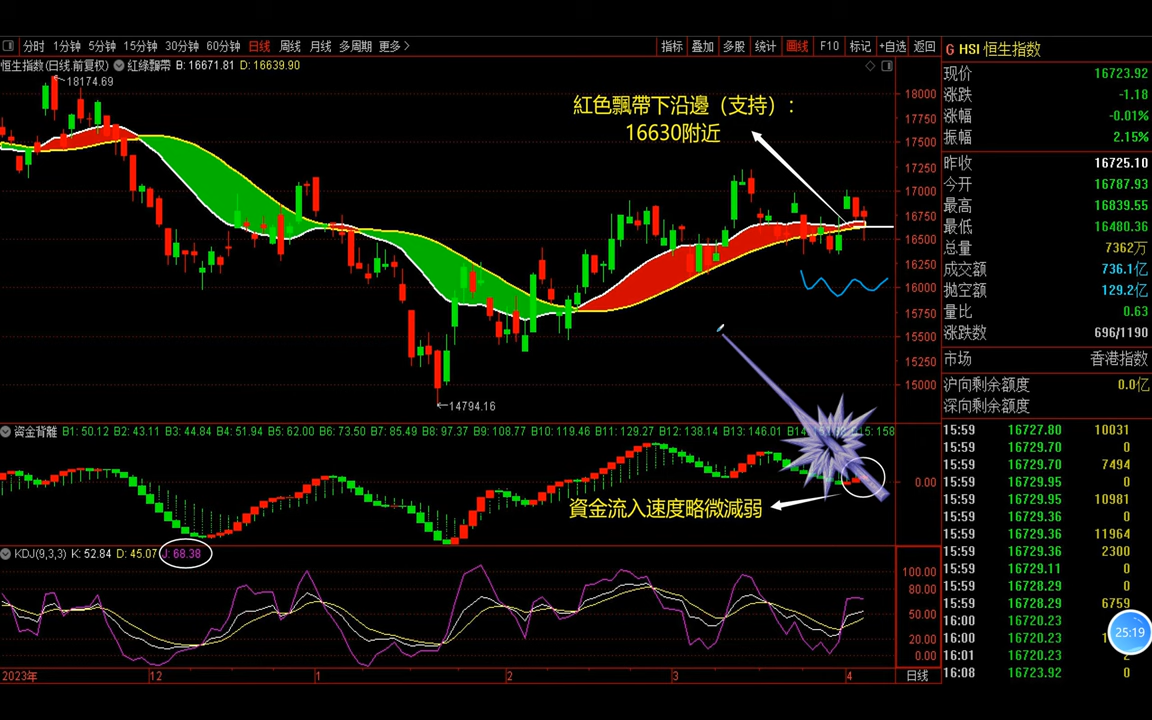 分时 1分钟 5分钟 15分钟 30分钟 60分钟 日线 周线 月线 多周期 更多 指标 叠加 多股 统计 画线 F10 标记 +自选 返回
G HSI 恒生指数
恒生指数(日线.前复权) 红绿飄帶 B: 16671.81 D: 16639.90
18174.69
紅色飄帶下沿邊（支持）：
16630附近
14794.16
18000
17750
17500
17250
17000
16750
16500
16250
16000
15750
15500
15250
15000
现价 16723.92
涨跌 -1.18
涨幅 -0.01%
振幅 2.15%
昨收 16725.10
今开 16787.93
最高 16839.55
最低 16480.36
总量 7362万
成交额 736.1亿
抛空额 129.2亿
量比 0.63
涨跌数 696/1190
市场 香港指数
沪向剩余额度 0.0亿
深向剩余额度
資金背離 B1: 50.12 B2: 43.11 B3: 44.84 B4: 51.94 B5: 62.00 B6: 73.50 B7: 85.49 B8: 97.37 B9: 108.77 B10: 119.46 B11: 129.27 B12: 138.14 B13: 146.01 B14 15: 158
0.00
資金流入速度略微減弱
KDJ(9,3,3) K: 52.84 D: 45.07 J: 68.38
100.00
80.00
50.00
20.00
0.00
2023年 12 1 2 3 4 日线
15:59 16727.80 10031
15:59 16729.70 0
15:59 16729.70 7494
15:59 16729.95 0
15:59 16729.95 10981
15:59 16729.36 0
15:59 16729.36 11964
15:59 16729.36 2300
15:59 16729.11 0
15:59 16728.29 0
15:59 16728.29 6759
16:00 16720.23
16:00 16720.23
16:01 16720.23 2
16:08 16723.92 0
25:19